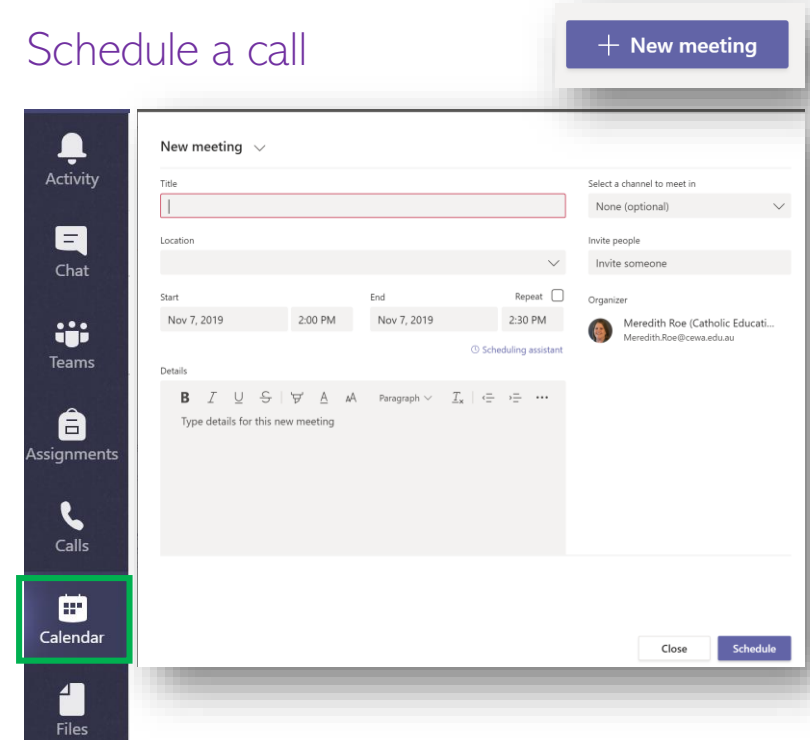 Schedule a call
+ New meeting
Activity
Chat
Teams
Assignments
Calls
Calendar
Files
New meeting
Title
Location
Start
End
Repeat
Nov 7, 2019
2:00 PM
Nov 7, 2019
2:30 PM
Scheduling assistant
Details
B I U S A AA Paragraph Ix
Type details for this new meeting
Select a channel to meet in
None (optional)
Invite people
Invite someone
Organizer
Meredith Roe (Catholic Educati...
Meredith.Roe@cewa.edu.au
Close
Schedule